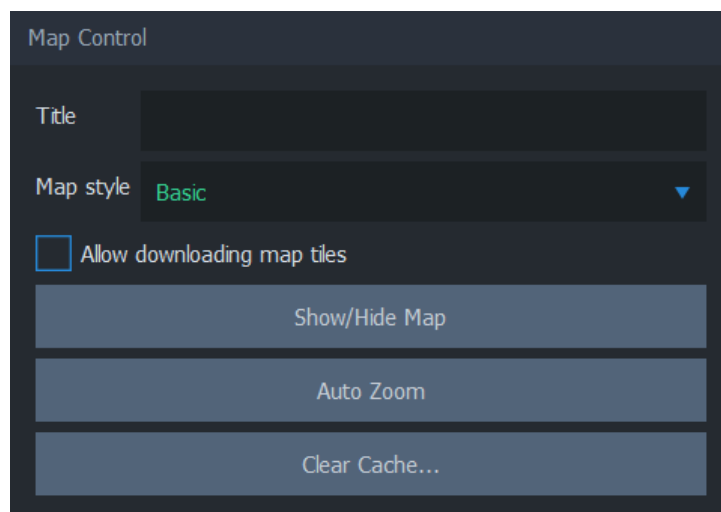 Map Control
Title
Map style Basic
Allow downloading map tiles
Show/Hide Map
Auto Zoom
Clear Cache...